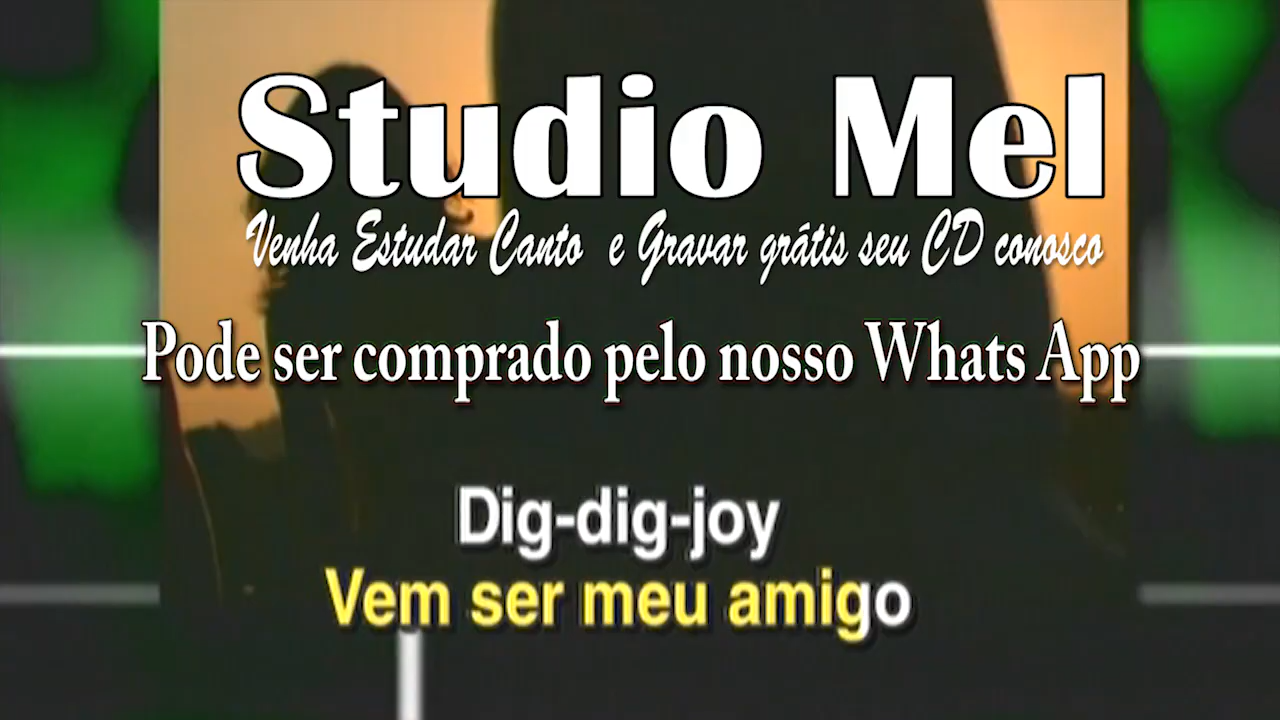 Studio Mel
Venha Estudar Canto e Gravar grátis seu CD conosco
Pode ser comprado pelo nosso Whats App
Dig-dig-joy
Vem ser meu amigo